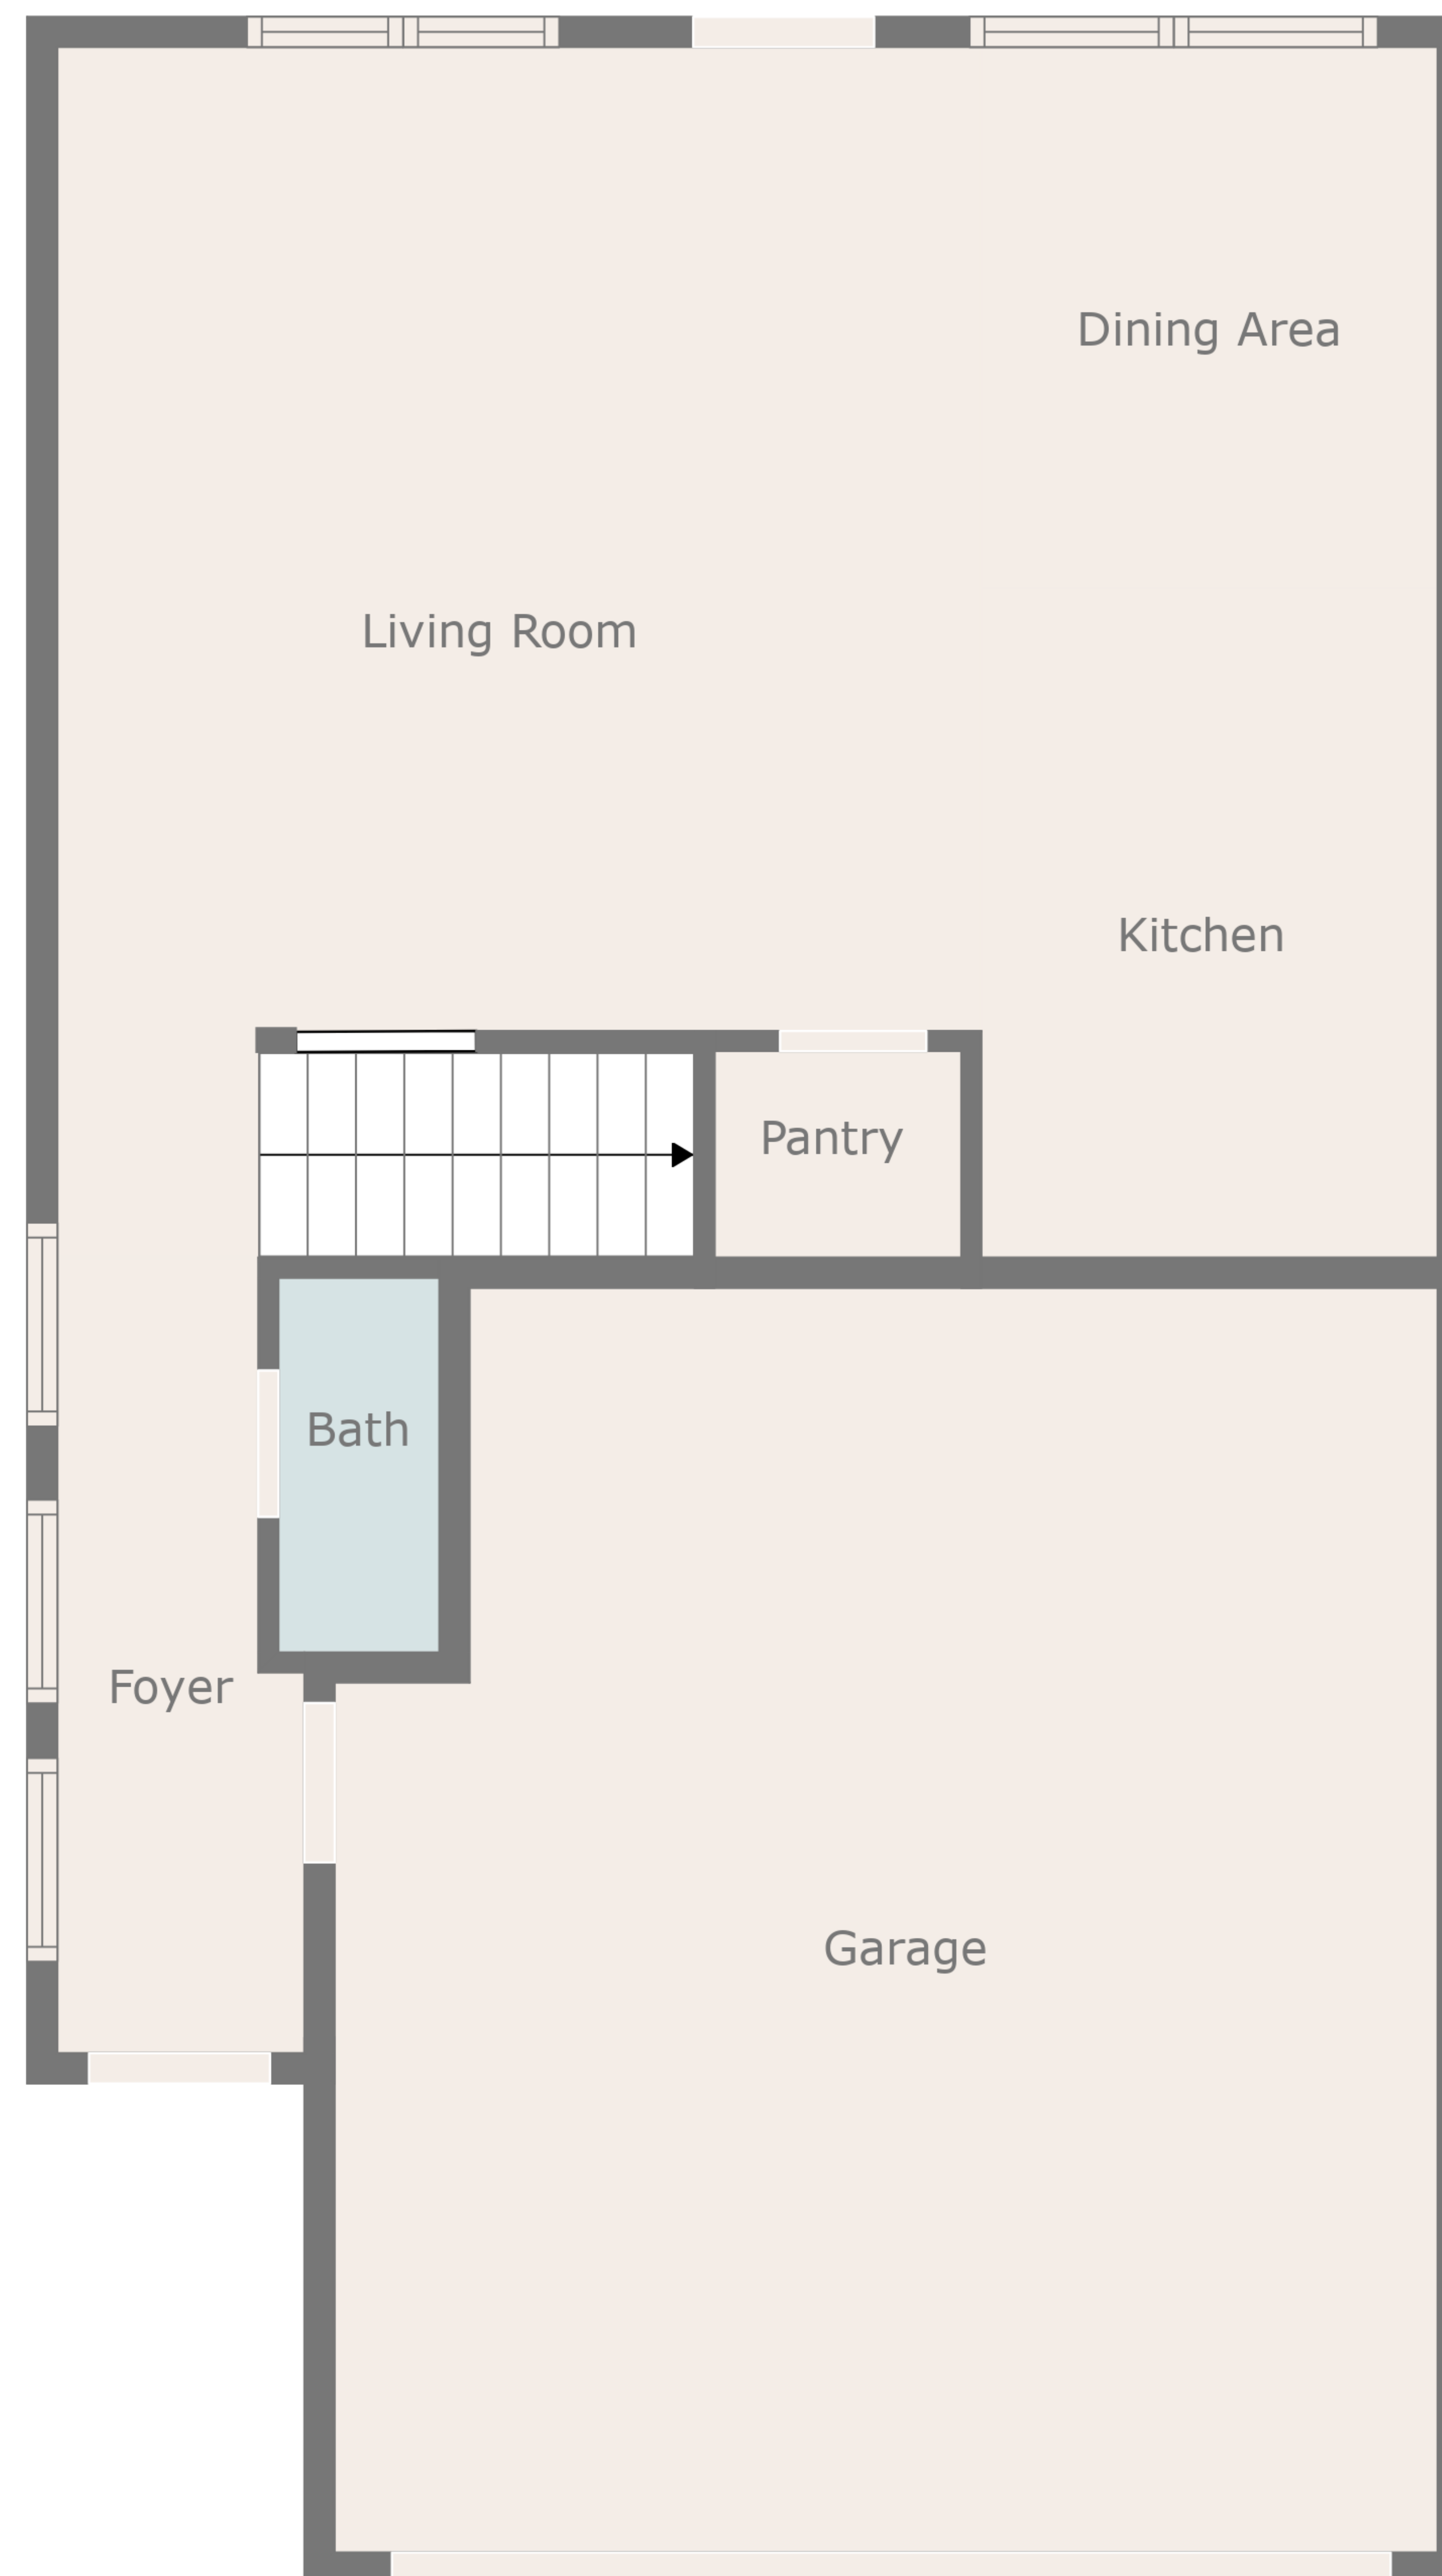 Dining Area
Living Room
Kitchen
Pantry
Bath
Foyer
Garage